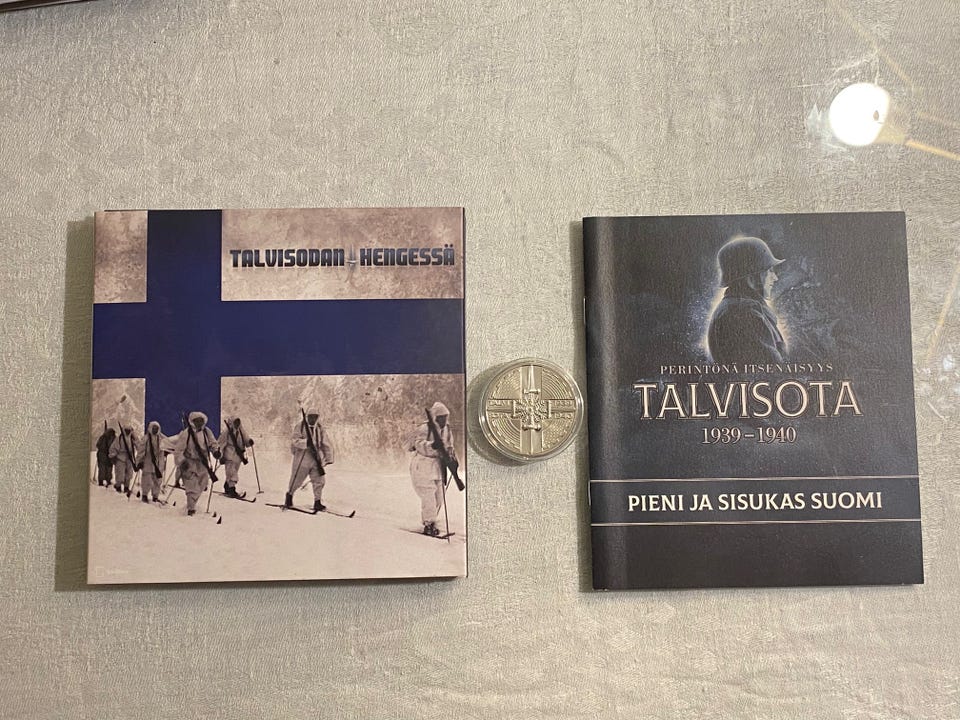 TALVISODAN HENGESSÄ
PERINTÖNÄ ITSENÄISYYS
TALVISOTA
1939–1940
PIENI JA SISUKAS SUOMI